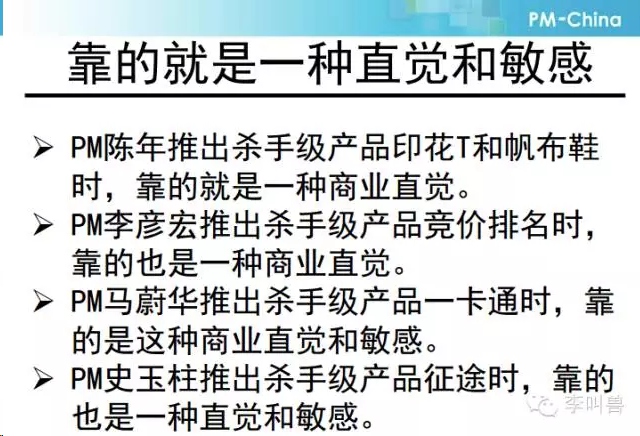 PM-China
靠的就是一种直觉和敏感
PM陈年推出杀手级产品印花T和帆布鞋
时，靠的就是一种商业直觉。
PM李彦宏推出杀手级产品竞价排名时，
靠的也是一种商业直觉。
PM马蔚华推出杀手级产品一卡通时，靠
的是这种商业直觉和敏感。
PM史玉柱推出杀手级产品征途时，靠的
也是一种直觉和敏感。
李叫兽